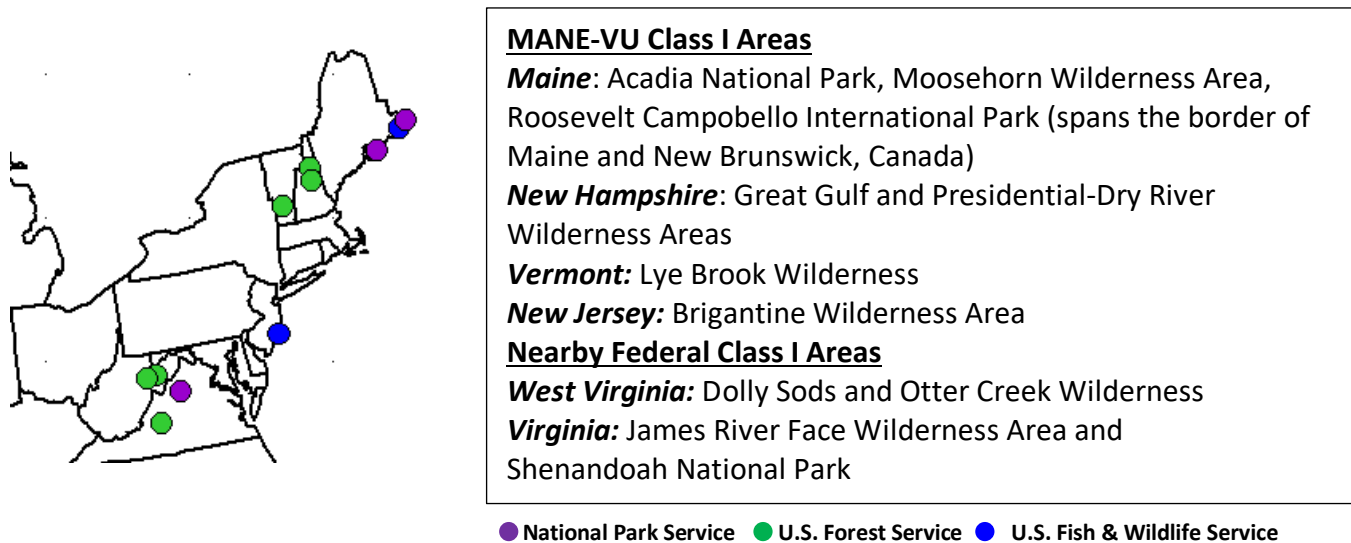 MANE-VU Class I Areas
Maine: Acadia National Park, Moosehorn Wilderness Area,
Roosevelt Campobello International Park (spans the border of
Maine and New Brunswick, Canada)
New Hampshire: Great Gulf and Presidential-Dry River
Wilderness Areas
Vermont: Lye Brook Wilderness
New Jersey: Brigantine Wilderness Area
Nearby Federal Class I Areas
West Virginia: Dolly Sods and Otter Creek Wilderness
Virginia: James River Face Wilderness Area and
Shenandoah National Park
National Park Service U.S. Forest Service U.S. Fish & Wildlife Service